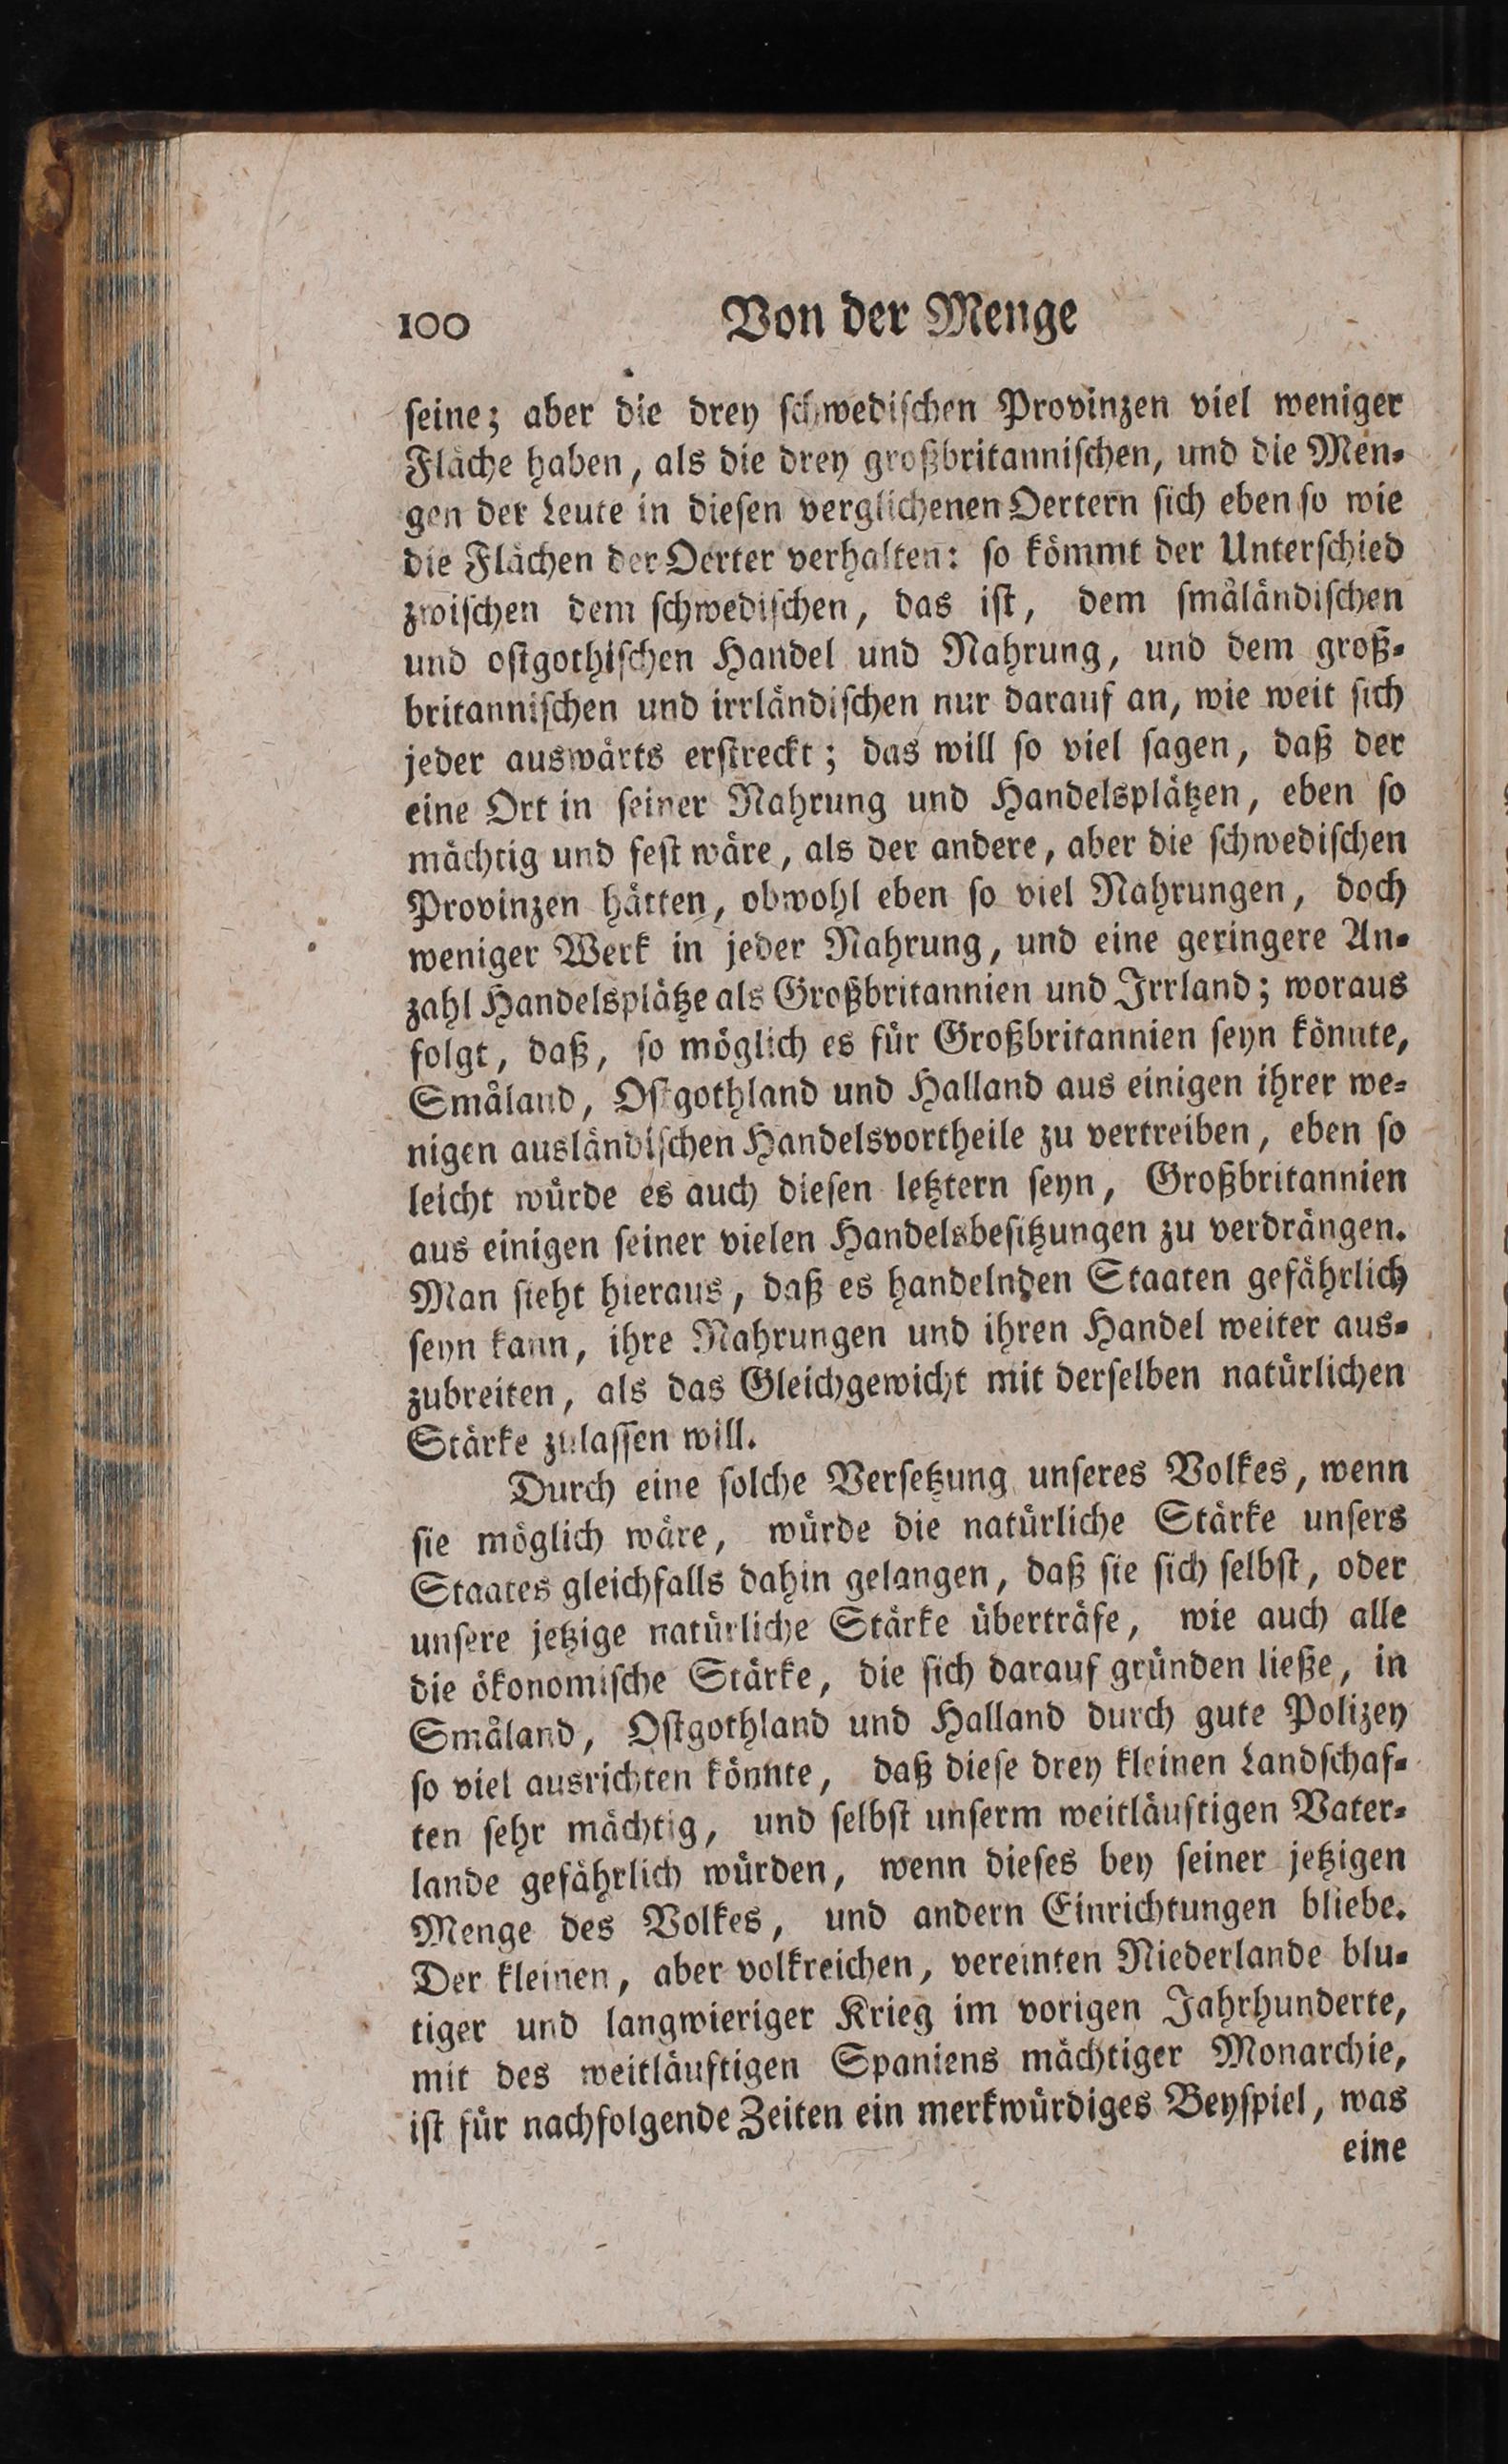 100 Von der Menge
ſeine; aber die drey ſchwediſchen Provinzen viel weniger
Fläche haben, als die drey großbritanniſchen, und die Men-
gen der Leute in dieſen verglichenen Oertern ſich eben ſo wie
die Flächen der Oerter verhalten: ſo kömmt der Unterſchied
zwiſchen dem ſchwediſchen, das iſt, dem ſmåländiſchen
und oſtgothiſchen Handel und Nahrung, und dem groß-
britanniſchen und irrländiſchen nur darauf an, wie weit ſich
jeder auswärts erſtreckt; das will ſo viel ſagen, daß der
eine Ort in ſeiner Nahrung und Handelsplätzen, eben ſo
mächtig und feſt wäre, als der andere, aber die ſchwediſchen
Provinzen hätten, obwohl eben ſo viel Nahrungen, doch
weniger Werk in jeder Nahrung, und eine geringere An-
zahl Handelsplätze als Großbritannien und Irrland; woraus
folgt, daß, ſo möglich es für Großbritannien ſeyn könnte,
Småland, Oſtgothland und Halland aus einigen ihrer we-
nigen ausländiſchen Handelsvortheile zu vertreiben, eben ſo
leicht würde es auch dieſen letztern ſeyn, Großbritannien
aus einigen ſeiner vielen Handelsbeſitzungen zu verdrängen.
Man ſieht hieraus, daß es handelnden Staaten gefährlich
ſeyn kann, ihre Nahrungen und ihren Handel weiter aus-
zubreiten, als das Gleichgewicht mit derſelben natürlichen
Stärke zulaſſen will.
Durch eine ſolche Verſetzung unſeres Volkes, wenn
ſie möglich wäre, würde die natürliche Stärke unſers
Staates gleichfalls dahin gelangen, daß ſie ſich ſelbſt, oder
unſere jetzige natürliche Stärke überträfe, wie auch alle
die ökonomiſche Stärke, die ſich darauf gründen ließe, in
Småland, Oſtgothland und Halland durch gute Polizey
ſo viel ausrichten könnte, daß dieſe drey kleinen Landſchaf-
ten ſehr mächtig, und ſelbſt unſerm weitläuftigen Vater-
lande gefährlich würden, wenn dieſes bey ſeiner jetzigen
Menge des Volkes, und andern Einrichtungen bliebe.
Der kleinen, aber volkreichen, vereinten Niederlande blu-
tiger und langwieriger Krieg im vorigen Jahrhunderte,
mit des weitläuftigen Spaniens mächtiger Monarchie,
iſt für nachfolgende Zeiten ein merkwürdiges Beyſpiel, was
eine